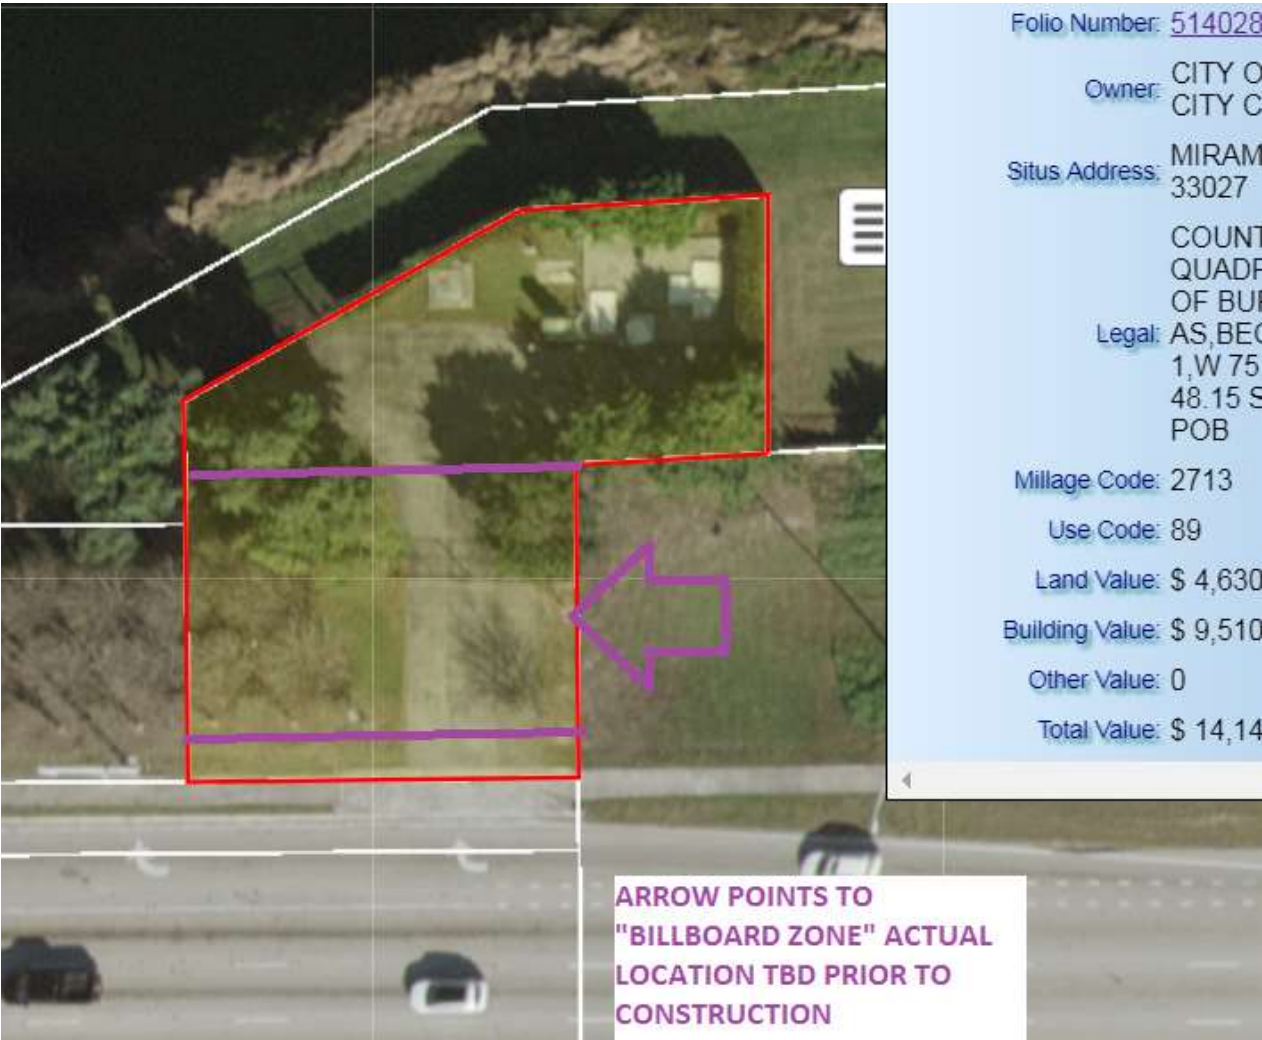 Folio Number: 514028
Owner: CITY O
CITY C
Situs Address: MIRAM
33027
COUNT
QUADR
OF BUR
Legal: AS,BEG
1,W 75
48.15 S
POB
Millage Code: 2713
Use Code: 89
Land Value: $ 4,630
Building Value: $ 9,510
Other Value: 0
Total Value: $ 14,14
ARROW POINTS TO
"BILLBOARD ZONE" ACTUAL
LOCATION TBD PRIOR TO
CONSTRUCTION